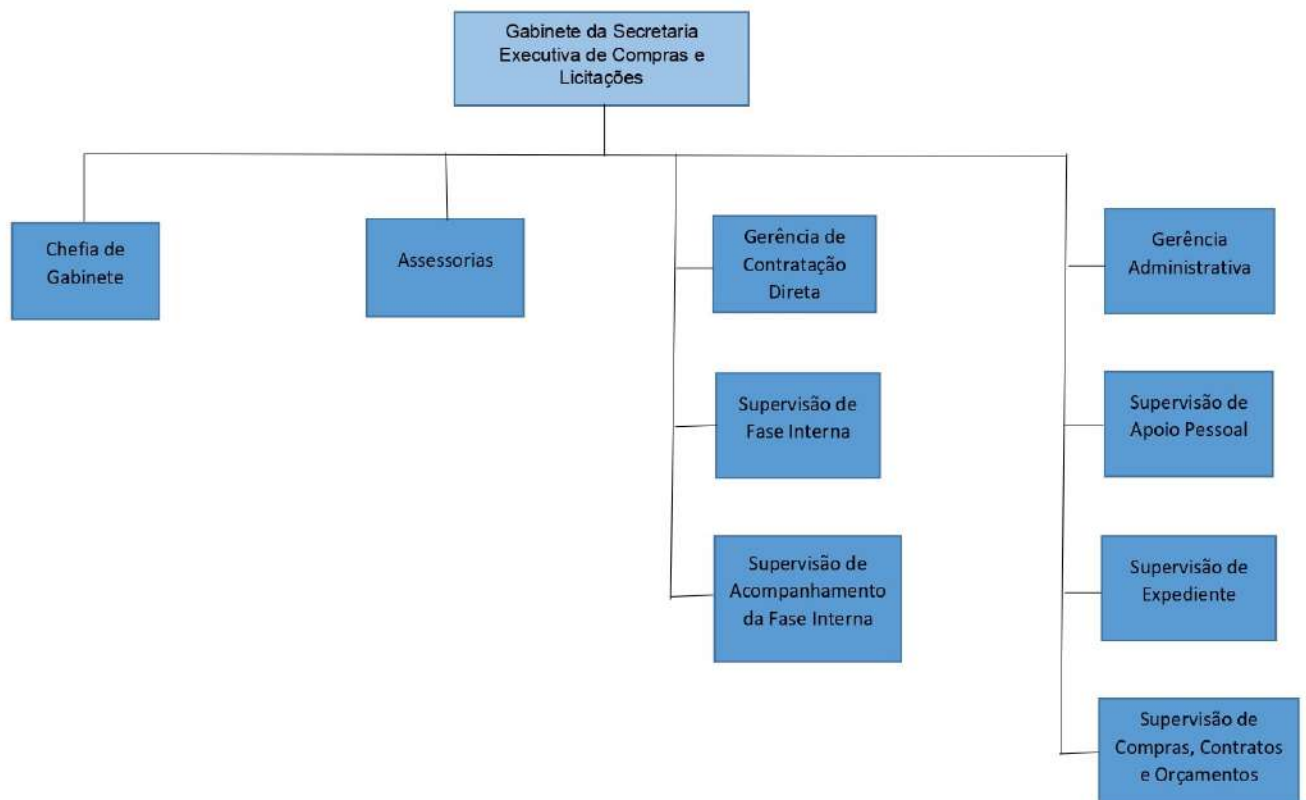 Gabinete da Secretaria
Executiva de Compras e
Licitações
Chefia de
Gabinete
Assessorias
Gerência de
Contratação
Direta
Supervisão de
Fase Interna
Supervisão de
Acompanhamento
da Fase Interna
Gerência
Administrativa
Supervisão de
Apoio Pessoal
Supervisão de
Expediente
Supervisão de
Compras, Contratos
e Orçamentos